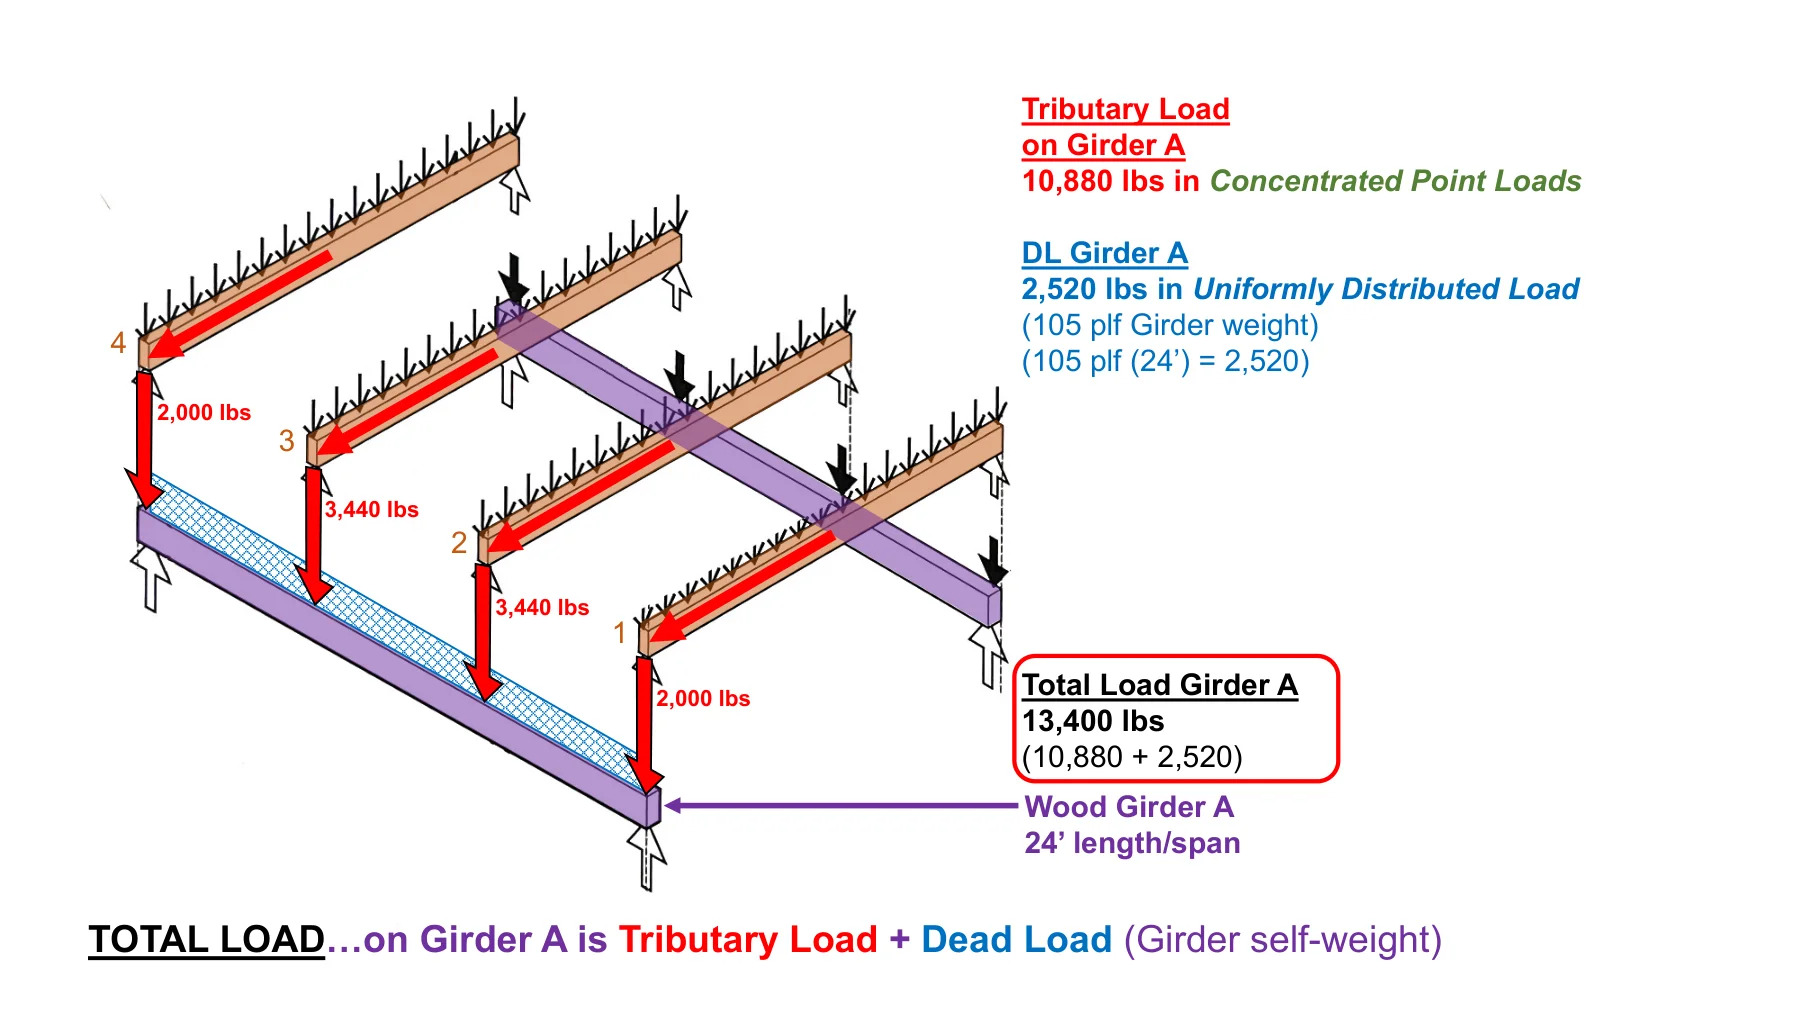 Tributary Load
on Girder A
10,880 lbs in Concentrated Point Loads
DL Girder A
2,520 lbs in Uniformly Distributed Load
(105 plf Girder weight)
(105 plf (24’) = 2,520)
4
2,000 lbs
3
3,440 lbs
2
3,440 lbs
1
2,000 lbs
Total Load Girder A
13,400 lbs
(10,880 + 2,520)
Wood Girder A
24’ length/span
TOTAL LOAD…on Girder A is Tributary Load + Dead Load (Girder self-weight)